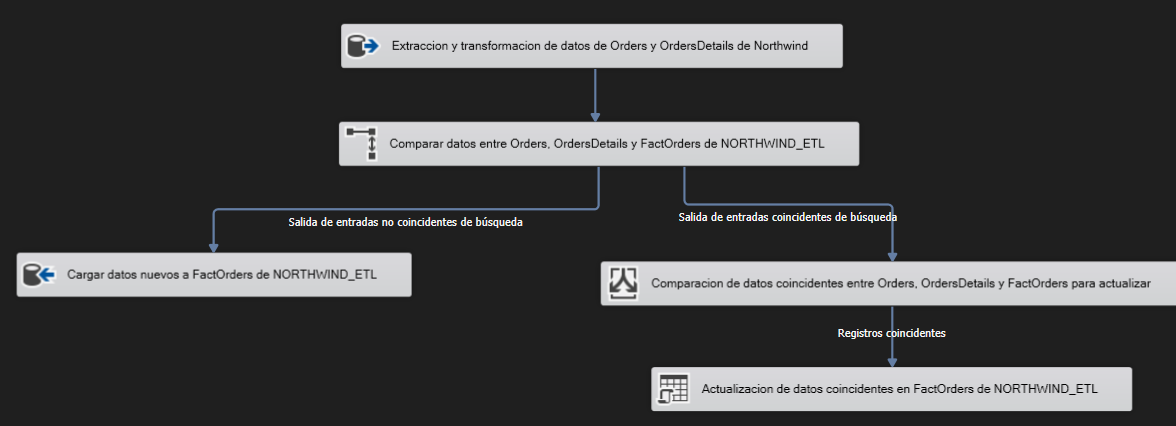 Extraccion y transformacion de datos de Orders y OrdersDetails de Northwind
Comparar datos entre Orders, OrdersDetails y FactOrders de NORTHWIND_ETL
Salida de entradas no coincidentes de búsqueda
Salida de entradas coincidentes de búsqueda
Cargar datos nuevos a FactOrders de NORTHWIND_ETL
Comparacion de datos coincidentes entre Orders, OrdersDetails y FactOrders para actualizar
Registros coincidentes
Actualizacion de datos coincidentes en FactOrders de NORTHWIND_ETL